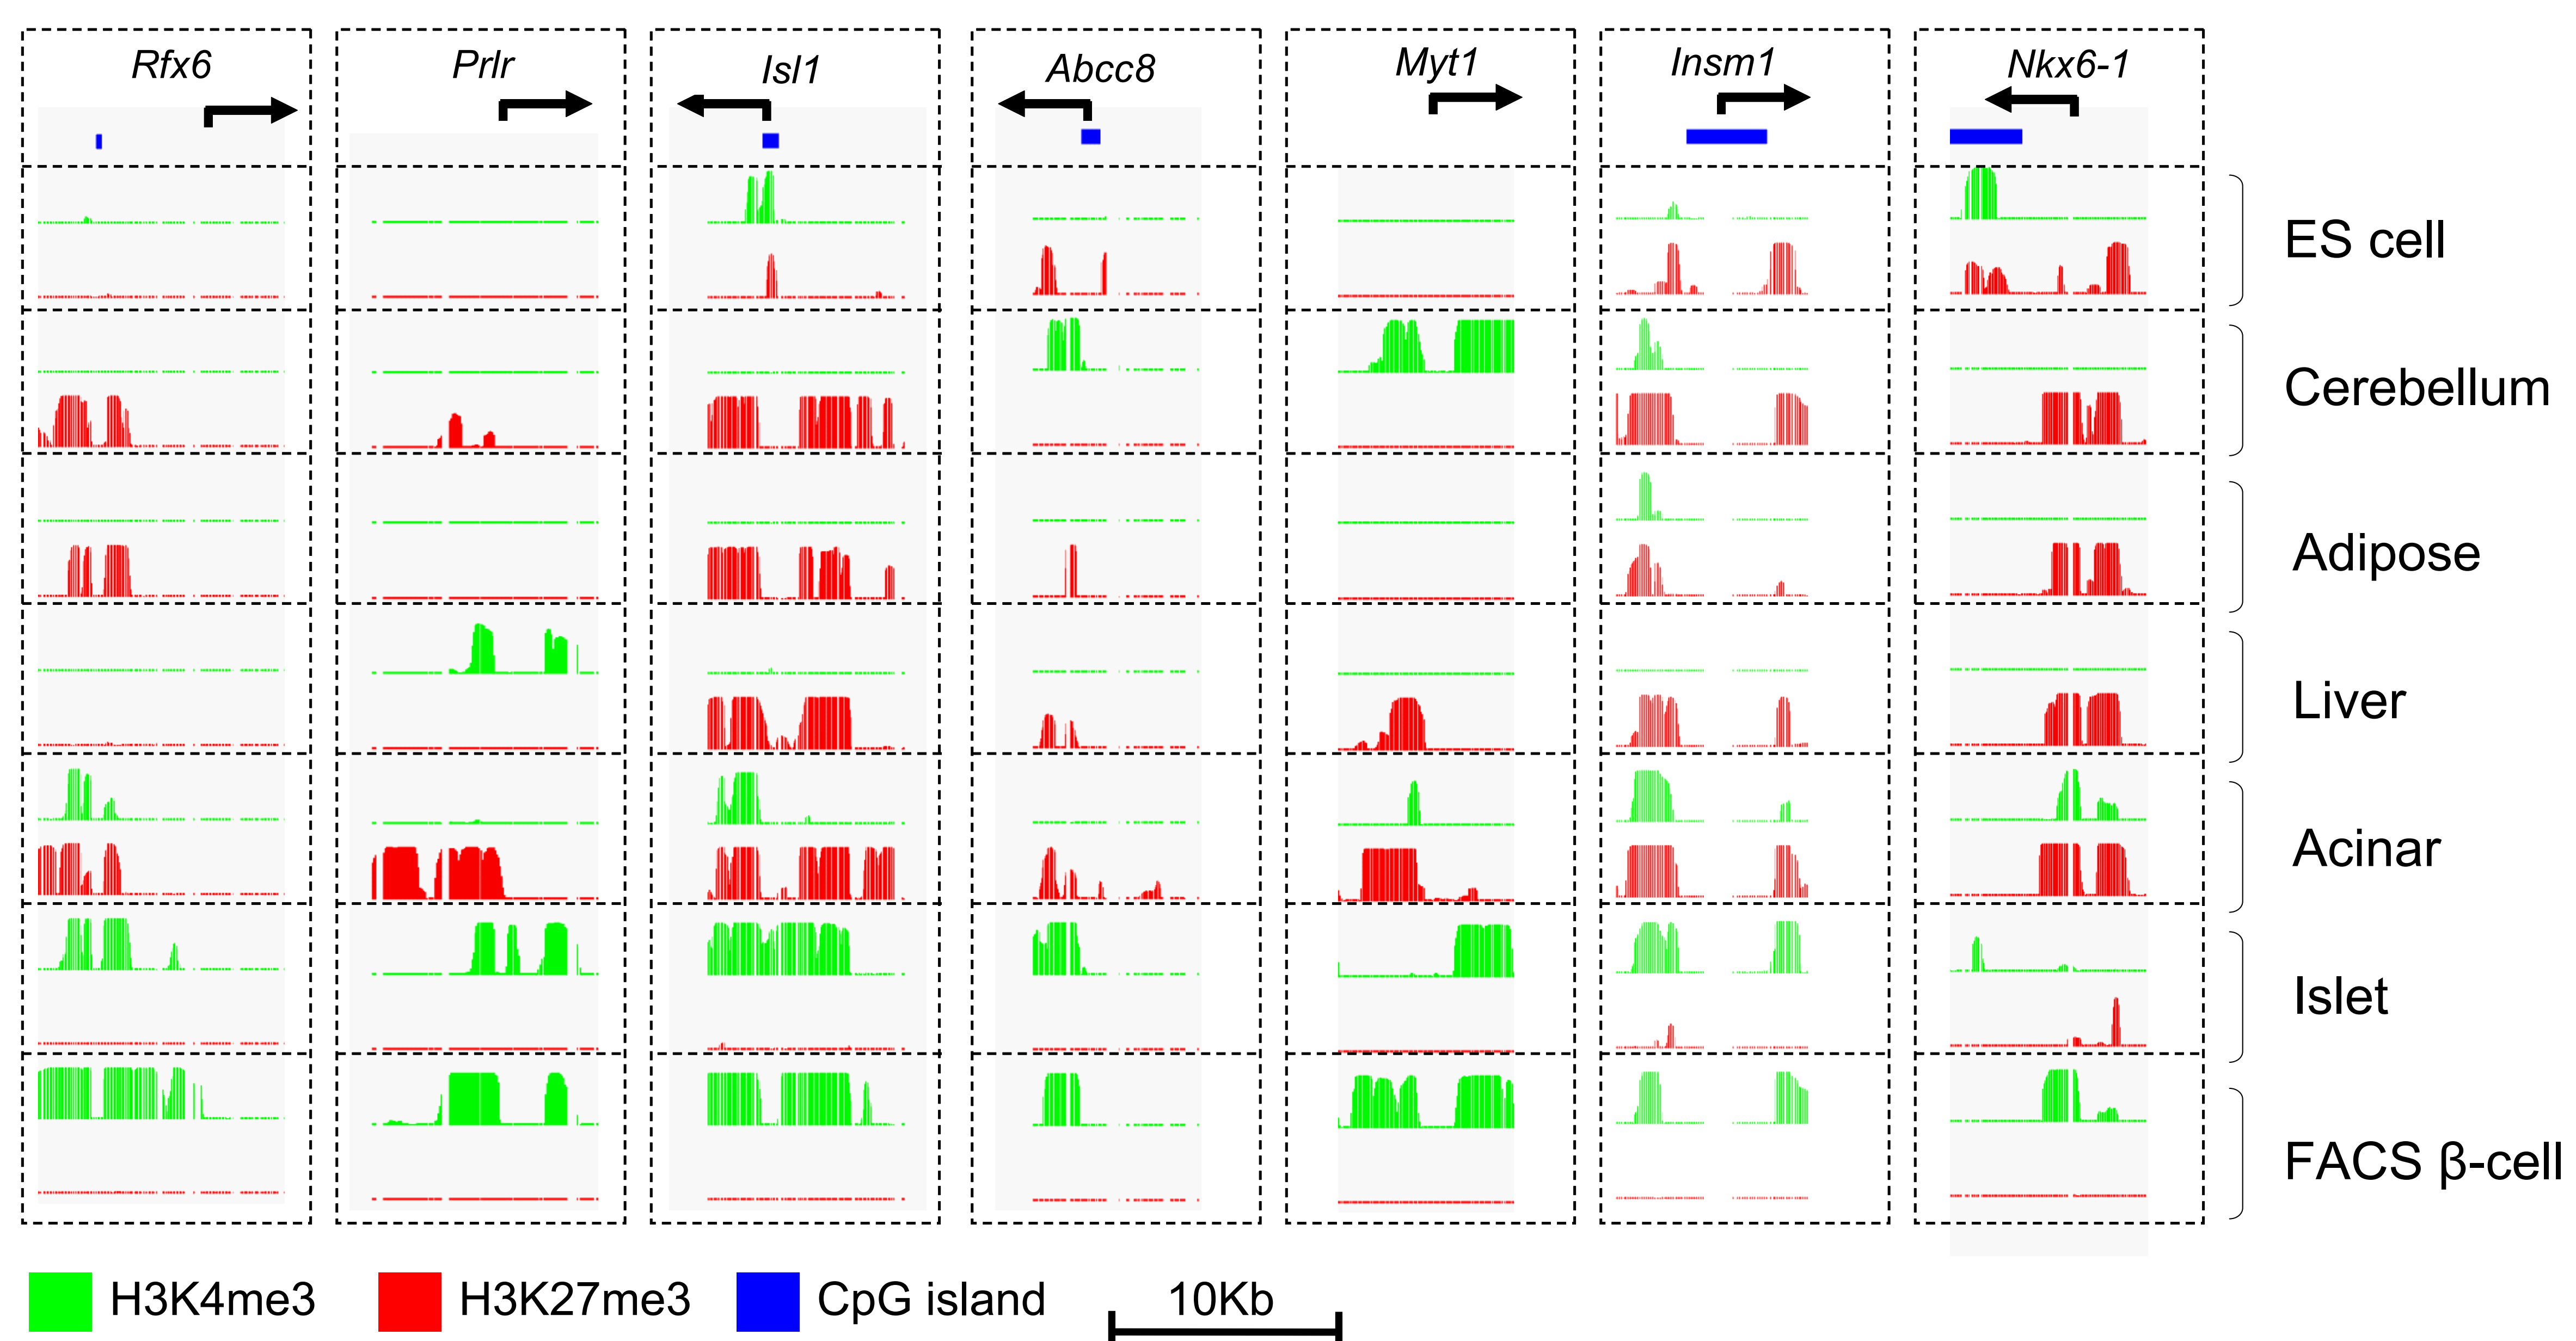 Rfx6 Prlr Isl1 Abcc8 Myt1 Insm1 Nkx6-1
ES cell
Cerebellum
Adipose
Liver
Acinar
Islet
FACS β-cell
H3K4me3 H3K27me3 CpG island 10Kb